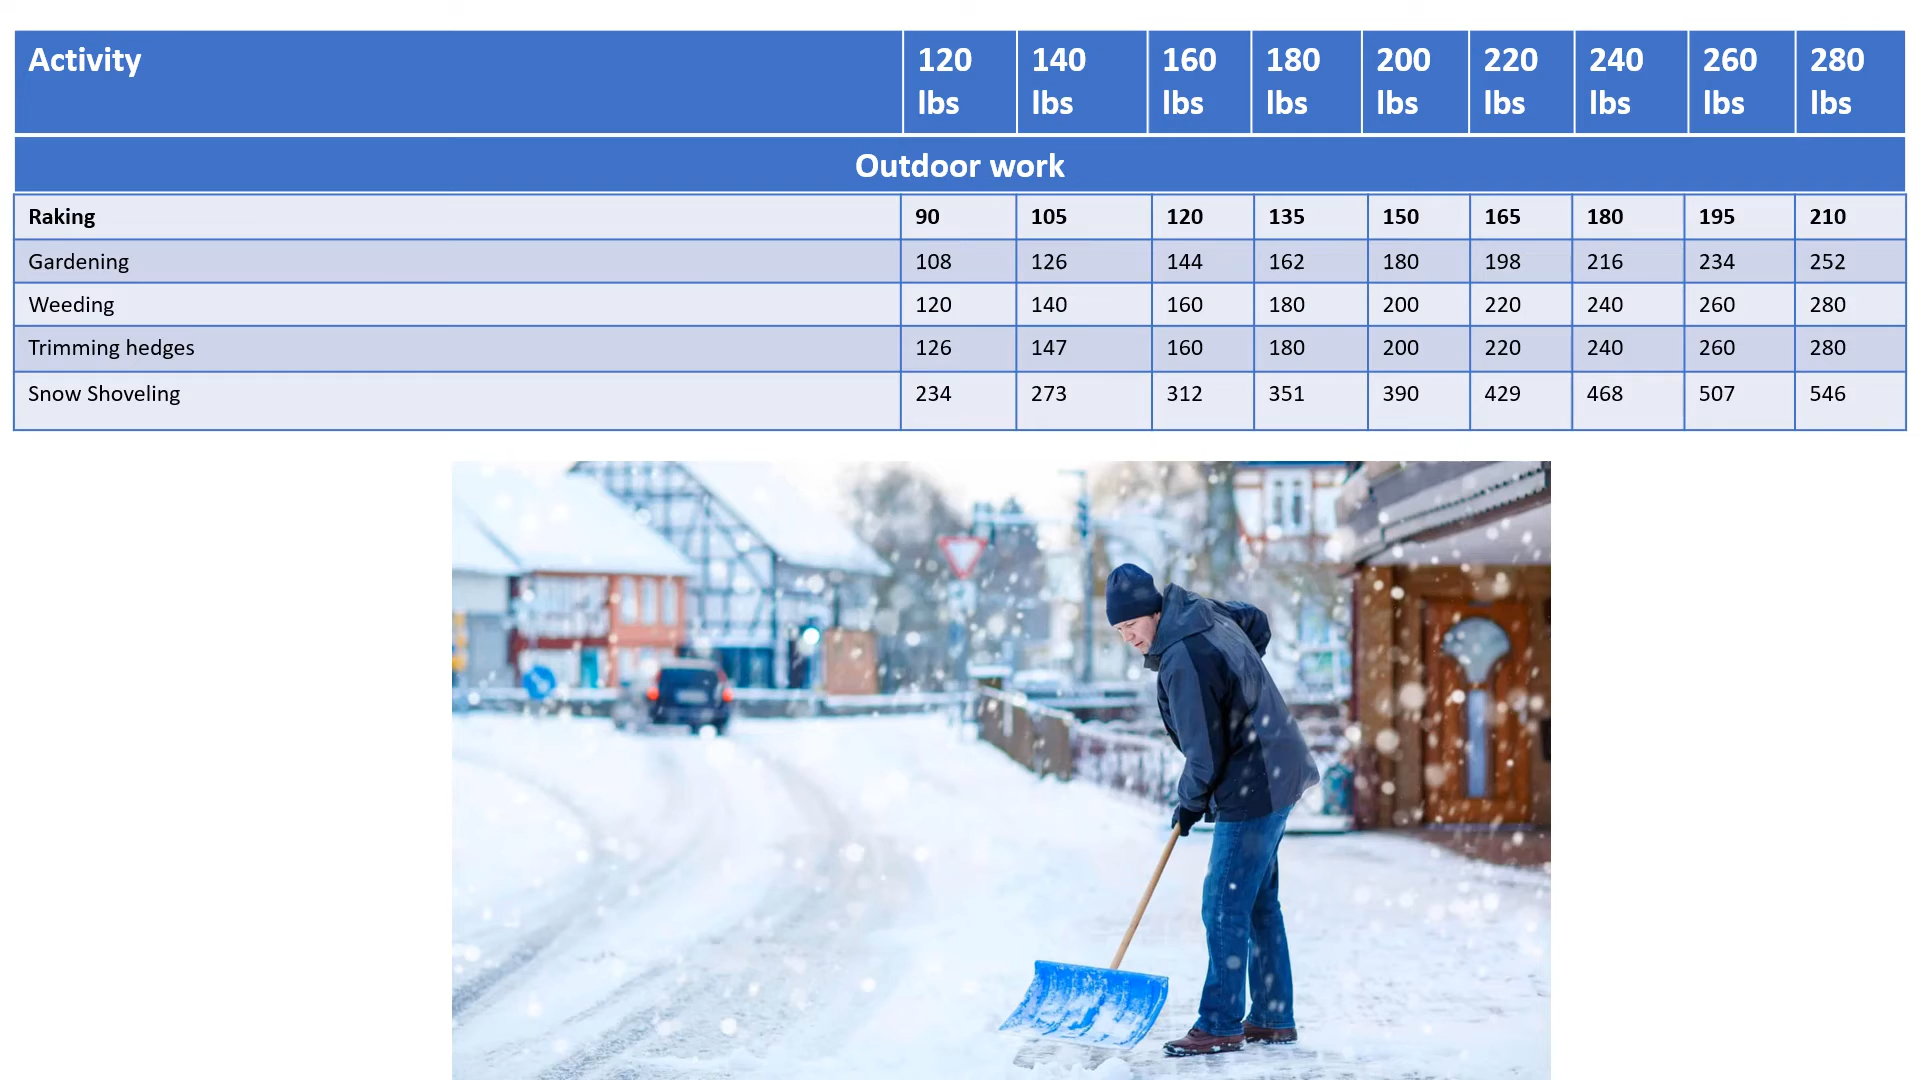 Activity 120 lbs 140 lbs 160 lbs 180 lbs 200 lbs 220 lbs 240 lbs 260 lbs 280 lbs
Outdoor work
Raking 90 105 120 135 150 165 180 195 210
Gardening 108 126 144 162 180 198 216 234 252
Weeding 120 140 160 180 200 220 240 260 280
Trimming hedges 126 147 160 180 200 220 240 260 280
Snow Shoveling 234 273 312 351 390 429 468 507 546